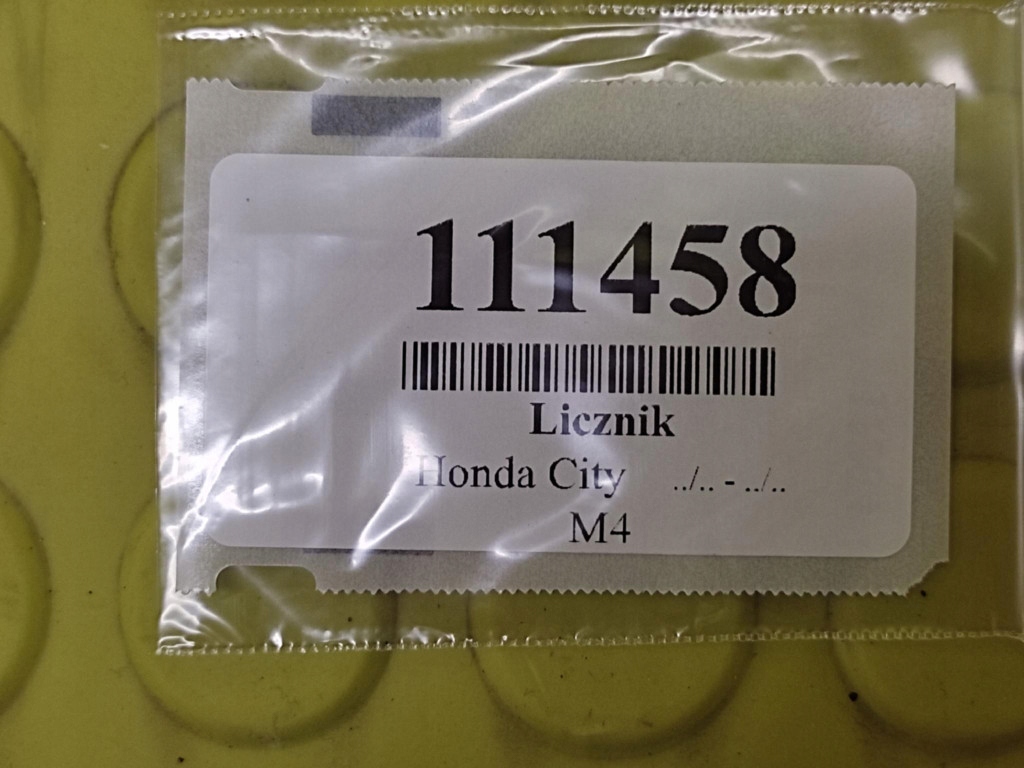 111458
Licznik
Honda City ../.. - ../..
M4